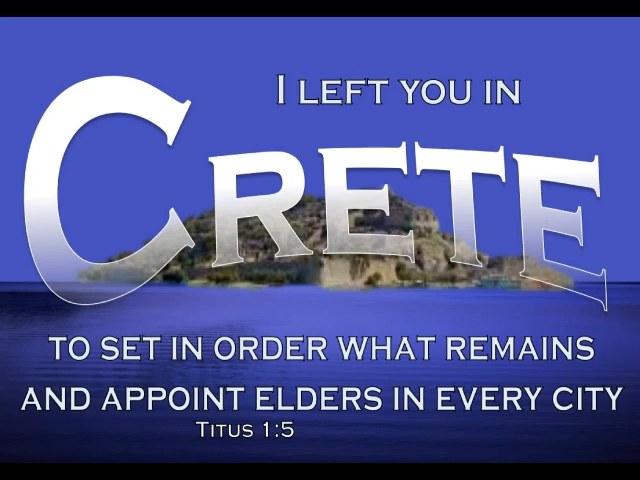 I LEFT YOU IN
CRETE
TO SET IN ORDER WHAT REMAINS
AND APPOINT ELDERS IN EVERY CITY
TITUS 1:5